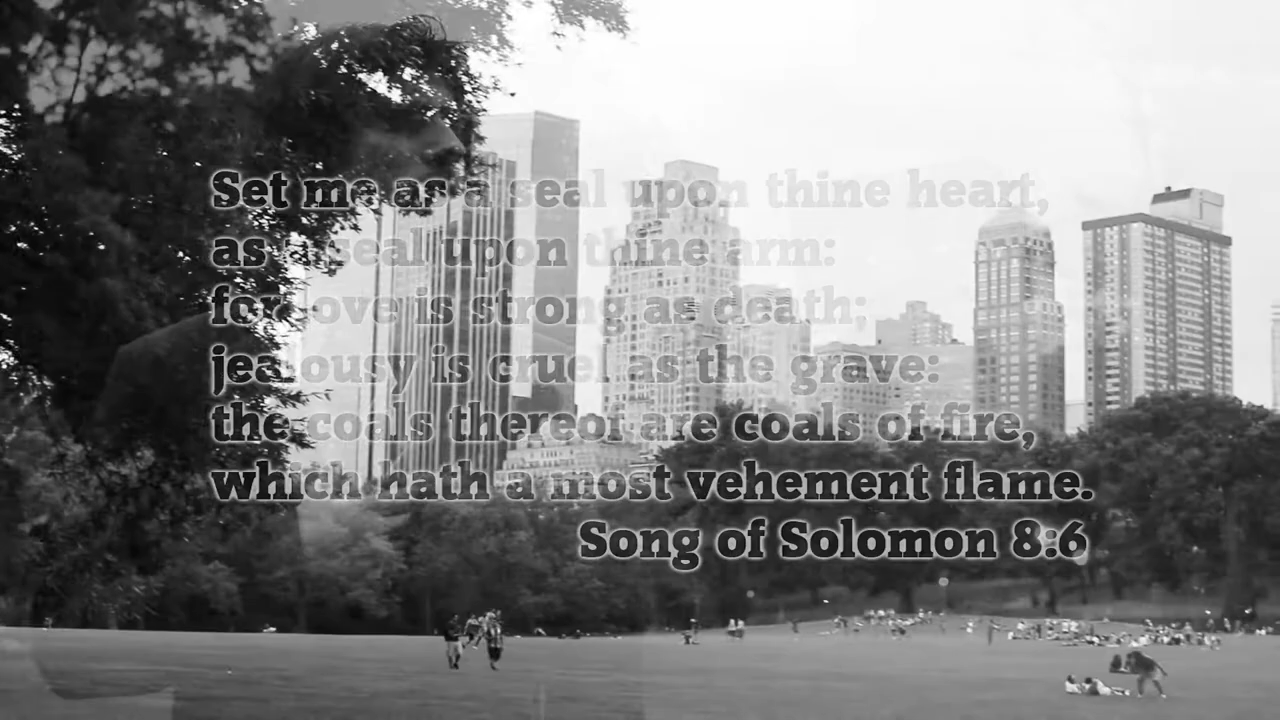 Set me as a seal upon thine heart,
as a seal upon thine arm:
for love is strong as death;
jealousy is cruel as the grave:
the coals thereof are coals of fire,
which hath a most vehement flame.
Song of Solomon 8:6